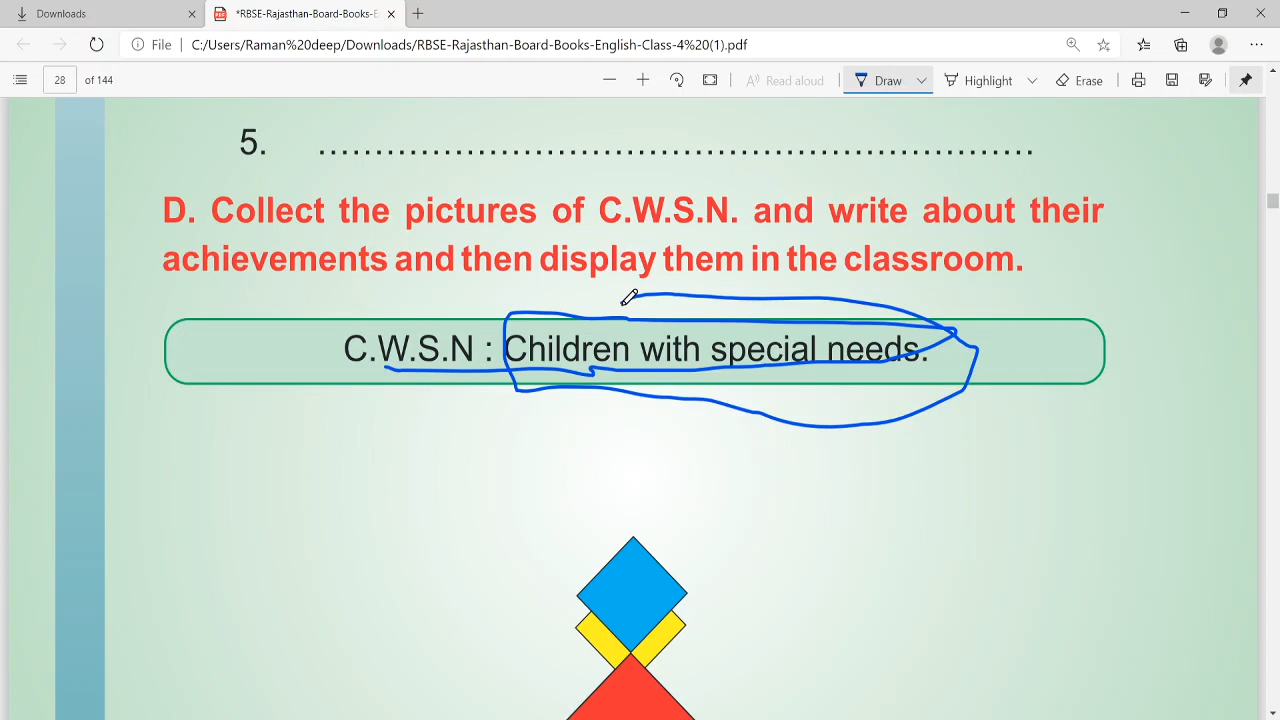 Downloads
*RBSE-Rajasthan-Board-Books-E
File C:/Users/Raman%20deep/Downloads/RBSE-Rajasthan-Board-Books-English-Class-4%20(1).pdf
28 of 144 Read aloud Draw Highlight Erase
5. ..............................................................
D. Collect the pictures of C.W.S.N. and write about their
achievements and then display them in the classroom.
C.W.S.N : Children with special needs.